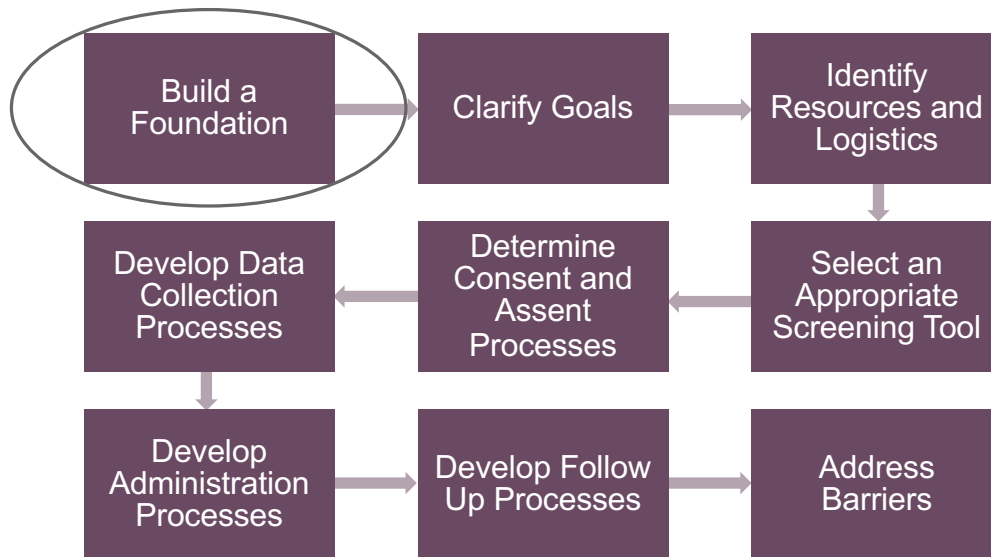 Build a
Foundation
Clarify Goals
Identify
Resources and
Logistics
Select an
Appropriate
Screening Tool
Determine
Consent and
Assent
Processes
Develop Data
Collection
Processes
Develop
Administration
Processes
Develop Follow
Up Processes
Address
Barriers